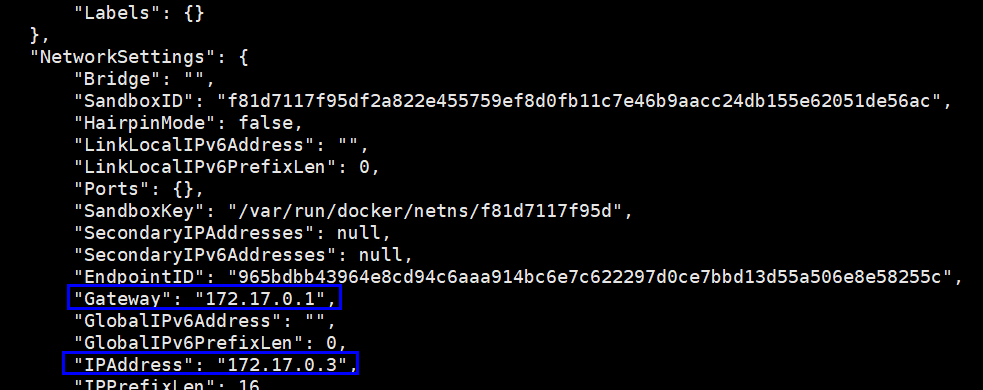 "Labels": {}
},
"NetworkSettings": {
"Bridge": "",
"SandboxID": "f81d7117f95df2a822e455759ef8d0fb11c7e46b9aacc24db155e62051de56ac",
"HairpinMode": false,
"LinkLocalIPv6Address": "",
"LinkLocalIPv6PrefixLen": 0,
"Ports": {},
"SandboxKey": "/var/run/docker/netns/f81d7117f95d",
"SecondaryIPAddresses": null,
"SecondaryIPv6Addresses": null,
"EndpointID": "965bdbb43964e8cd94c6aaa914bc6e7c622297d0ce7bbd13d55a506e8e58255c",
"Gateway": "172.17.0.1",
"GlobalIPv6Address": "",
"GlobalIPv6PrefixLen": 0,
"IPAddress": "172.17.0.3",
"IPPrefixLen": 16